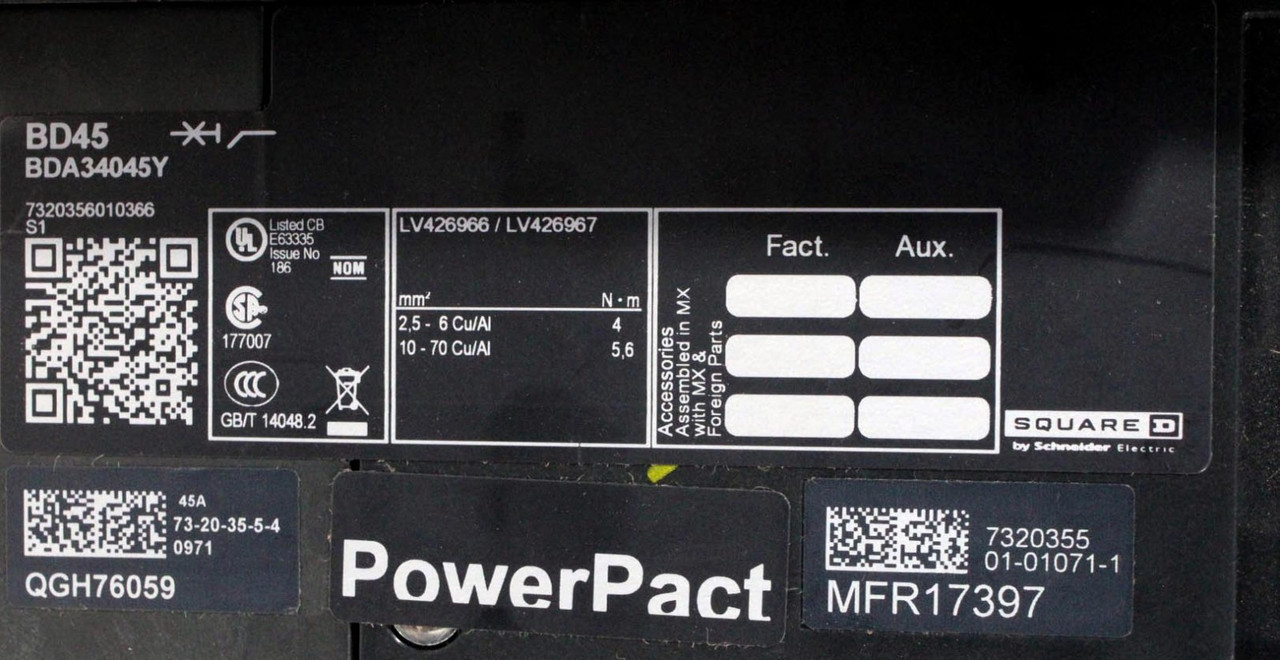 BD45
BDA34045Y
7320356010366
S1
UL
Listed CB
E63335
Issue No
186
NOM
SA
177007
CCC
GB/T 14048.2
LV426966 / LV426967
mm² N·m
2,5 - 6 Cu/Al 4
10 - 70 Cu/Al 5,6
Accessories
Assembled in MX
with MX &
Foreign Parts
Fact. Aux.
SQUARE D
by Schneider Electric
45A
73-20-35-5-4
0971
QGH76059
PowerPact
7320355
01-01071-1
MFR17397